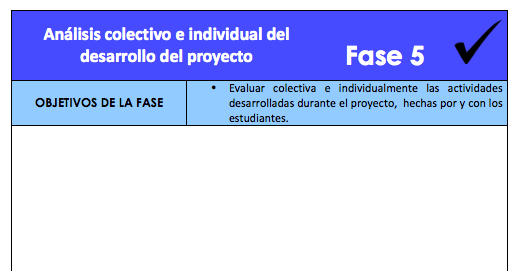 Análisis colectivo e individual del
desarrollo del proyecto
Fase 5
OBJETIVOS DE LA FASE
• Evaluar colectiva e individualmente las actividades
desarrolladas durante el proyecto, hechas por y con los
estudiantes.